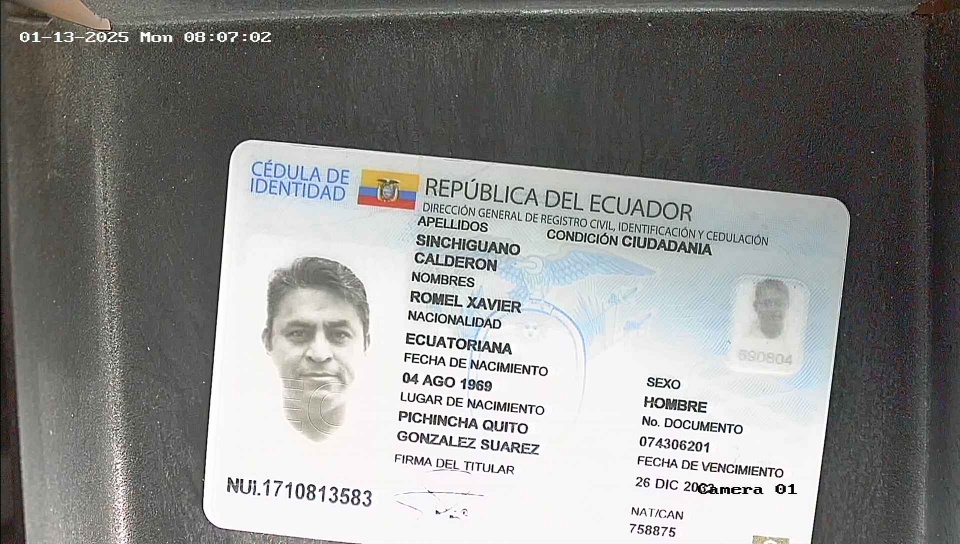 01-13-2025 Mon 08:07:02
CÉDULA DE
IDENTIDAD
REPÚBLICA DEL ECUADOR
DIRECCIÓN GENERAL DE REGISTRO CIVIL, IDENTIFICACIÓN Y CEDULACIÓN
APELLIDOS
CONDICIÓN CIUDADANIA
SINCHIGUANO
CALDERON
NOMBRES
ROMEL XAVIER
NACIONALIDAD
ECUATORIANA
FECHA DE NACIMIENTO
04 AGO 1969
LUGAR DE NACIMIENTO
PICHINCHA QUITO
GONZALEZ SUAREZ
FIRMA DEL TITULAR
690804
SEXO
HOMBRE
No. DOCUMENTO
074306201
FECHA DE VENCIMIENTO
26 DIC
Camera 01
NAT/CAN
758875
NUI.1710813583